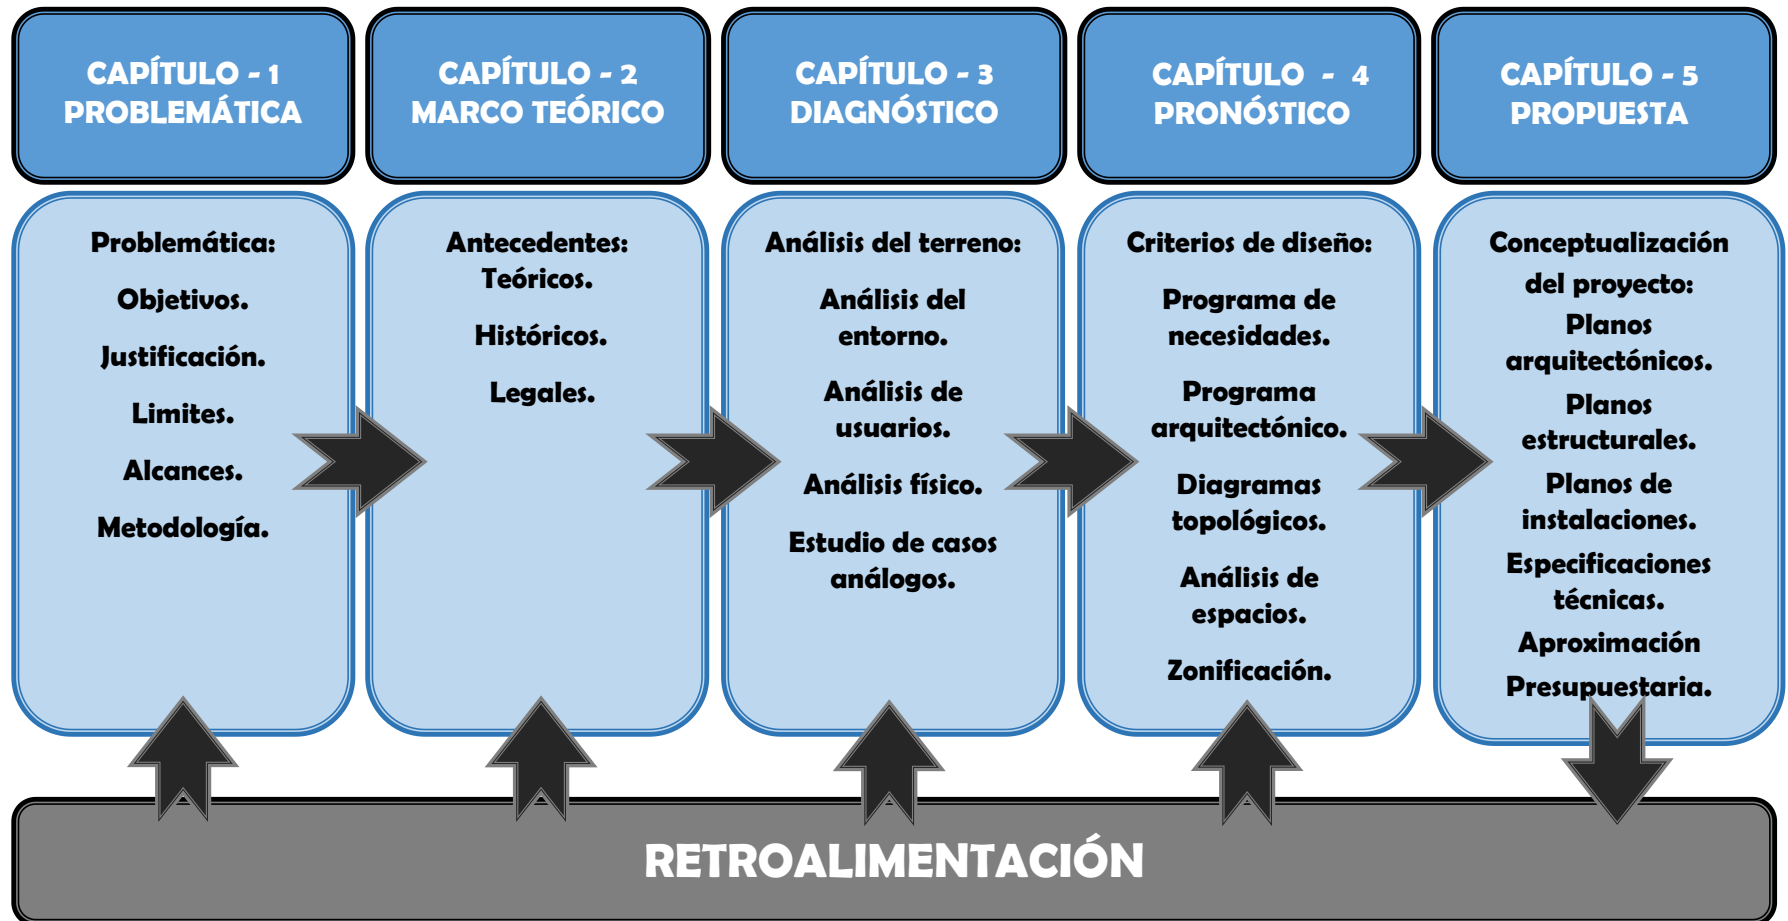 CAPÍTULO - 1
PROBLEMÁTICA
CAPÍTULO - 2
MARCO TEÓRICO
CAPÍTULO - 3
DIAGNÓSTICO
CAPÍTULO - 4
PRONÓSTICO
CAPÍTULO - 5
PROPUESTA
Problemática:
Objetivos.
Justificación.
Limites.
Alcances.
Metodología.
Antecedentes:
Teóricos.
Históricos.
Legales.
Análisis del terreno:
Análisis del
entorno.
Análisis de
usuarios.
Análisis físico.
Estudio de casos
análogos.
Criterios de diseño:
Programa de
necesidades.
Programa
arquitectónico.
Diagramas
topológicos.
Análisis de
espacios.
Zonificación.
Conceptualización
del proyecto:
Planos
arquitectónicos.
Planos
estructurales.
Planos de
instalaciones.
Especificaciones
técnicas.
Aproximación
Presupuestaria.
RETROALIMENTACIÓN